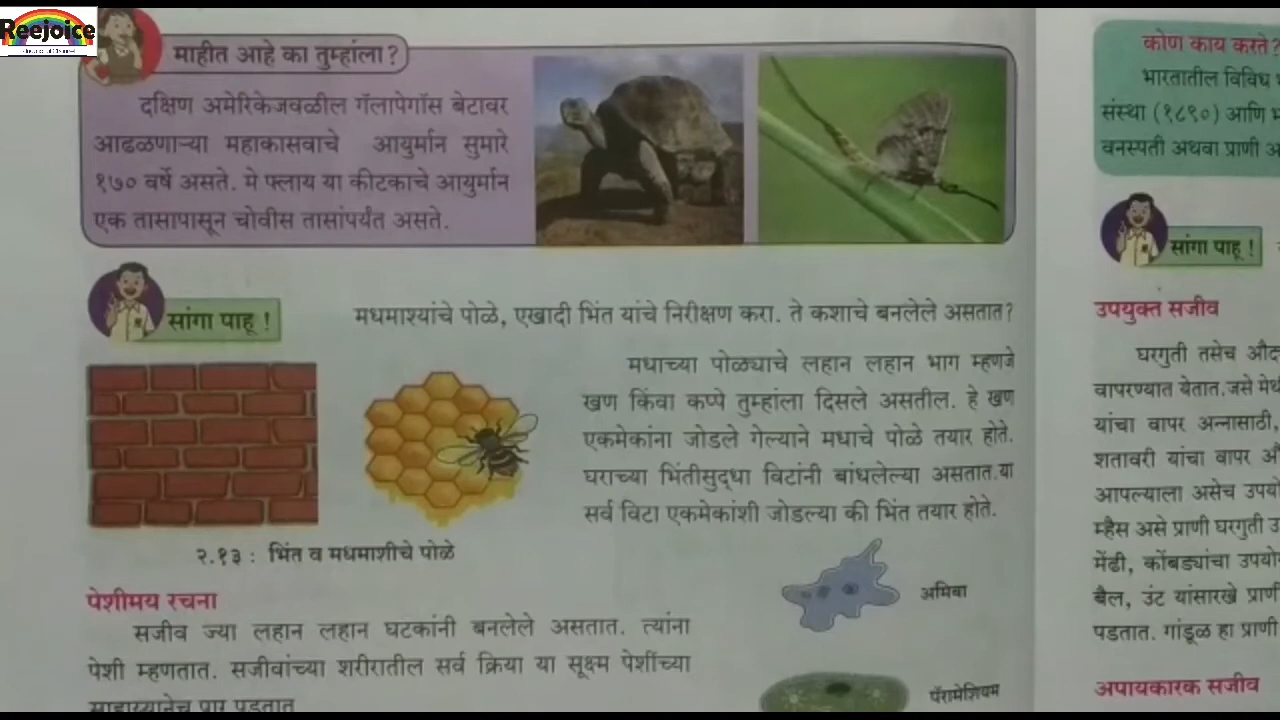 Reejoice
माहीत आहे का तुम्हांला ?
दक्षिण अमेरिकेजवळील गॅलापेगॉस बेटावर
आढळणाऱ्या महाकासवाचे आयुर्मान सुमारे
१७० वर्षे असते. मे फ्लाय या कीटकाचे आयुर्मान
एक तासापासून चोवीस तासांपर्यंत असते.
सांगा पाहू !
मधमाश्यांचे पोळे, एखादी भिंत यांचे निरीक्षण करा. ते कशाचे बनलेले असतात ?
मधाच्या पोळ्याचे लहान लहान भाग म्हणजे
खण किंवा कप्पे तुम्हांला दिसले असतील. हे खण
एकमेकांना जोडले गेल्याने मधाचे पोळे तयार होते.
घराच्या भिंतीसुद्धा विटांनी बांधलेल्या असतात.या
सर्व विटा एकमेकांशी जोडल्या की भिंत तयार होते.
२.१३ : भिंत व मधमाशीचे पोळे
पेशीमय रचना
सजीव ज्या लहान लहान घटकांनी बनलेले असतात. त्यांना
पेशी म्हणतात. सजीवांच्या शरीरातील सर्व क्रिया या सूक्ष्म पेशींच्या
साहाय्यानेच पार पडतात
अमिबा
पॅरामेशियम
कोण काय करते ?
भारतातील विविध
संस्था (१८९०) आणि
वनस्पती अथवा प्राणी
सांगा पाहू !
उपयुक्त सजीव
घरगुती तसेच
वापरण्यात येतात.जसे
यांचा वापर अन्नासाठी,
शतावरी यांचा वापर
आपल्याला असेच
म्हैस असे प्राणी घरगुती
मेंढी, कोंबड्यांचा
बैल, उंट यांसारखे
पडतात. गांडूळ हा प्राणी
अपायकारक सजीव